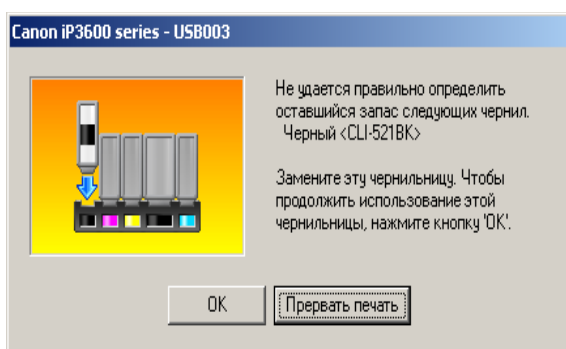 Canon iP3600 series - USB003
Не удается правильно определить
оставшийся запас следующих чернил.
Черный <CLI-521BK>
Замените эту чернильницу. Чтобы
продолжить использование этой
чернильницы, нажмите кнопку 'OK'.
OK
Прервать печать